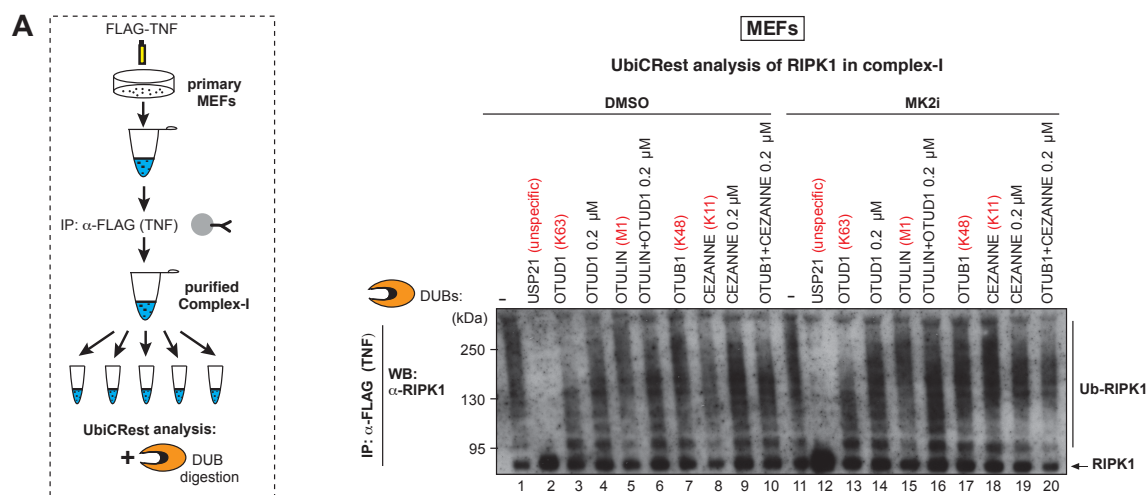 A
FLAG-TNF
primary
MEFs
IP: α-FLAG (TNF)
purified
Complex-I
UbiCRest analysis:
+
DUB
digestion
MEFs
UbiCRest analysis of RIPK1 in complex-I
DMSO
MK2i
–
USP21 (unspecific)
OTUD1 (K63)
OTUD1 0.2 µM
OTULIN (M1)
OTULIN+OTUD1 0.2 µM
OTUB1 (K48)
CEZANNE (K11)
CEZANNE 0.2 µM
OTUB1+CEZANNE 0.2 µM
–
USP21 (unspecific)
OTUD1 (K63)
OTUD1 0.2 µM
OTULIN (M1)
OTULIN+OTUD1 0.2 µM
OTUB1 (K48)
CEZANNE (K11)
CEZANNE 0.2 µM
OTUB1+CEZANNE 0.2 µM
DUBs:
(kDa)
250
130
95
IP: α-FLAG (TNF)
WB:
α-RIPK1
Ub-RIPK1
RIPK1
1 2 3 4 5 6 7 8 9 10 11 12 13 14 15 16 17 18 19 20